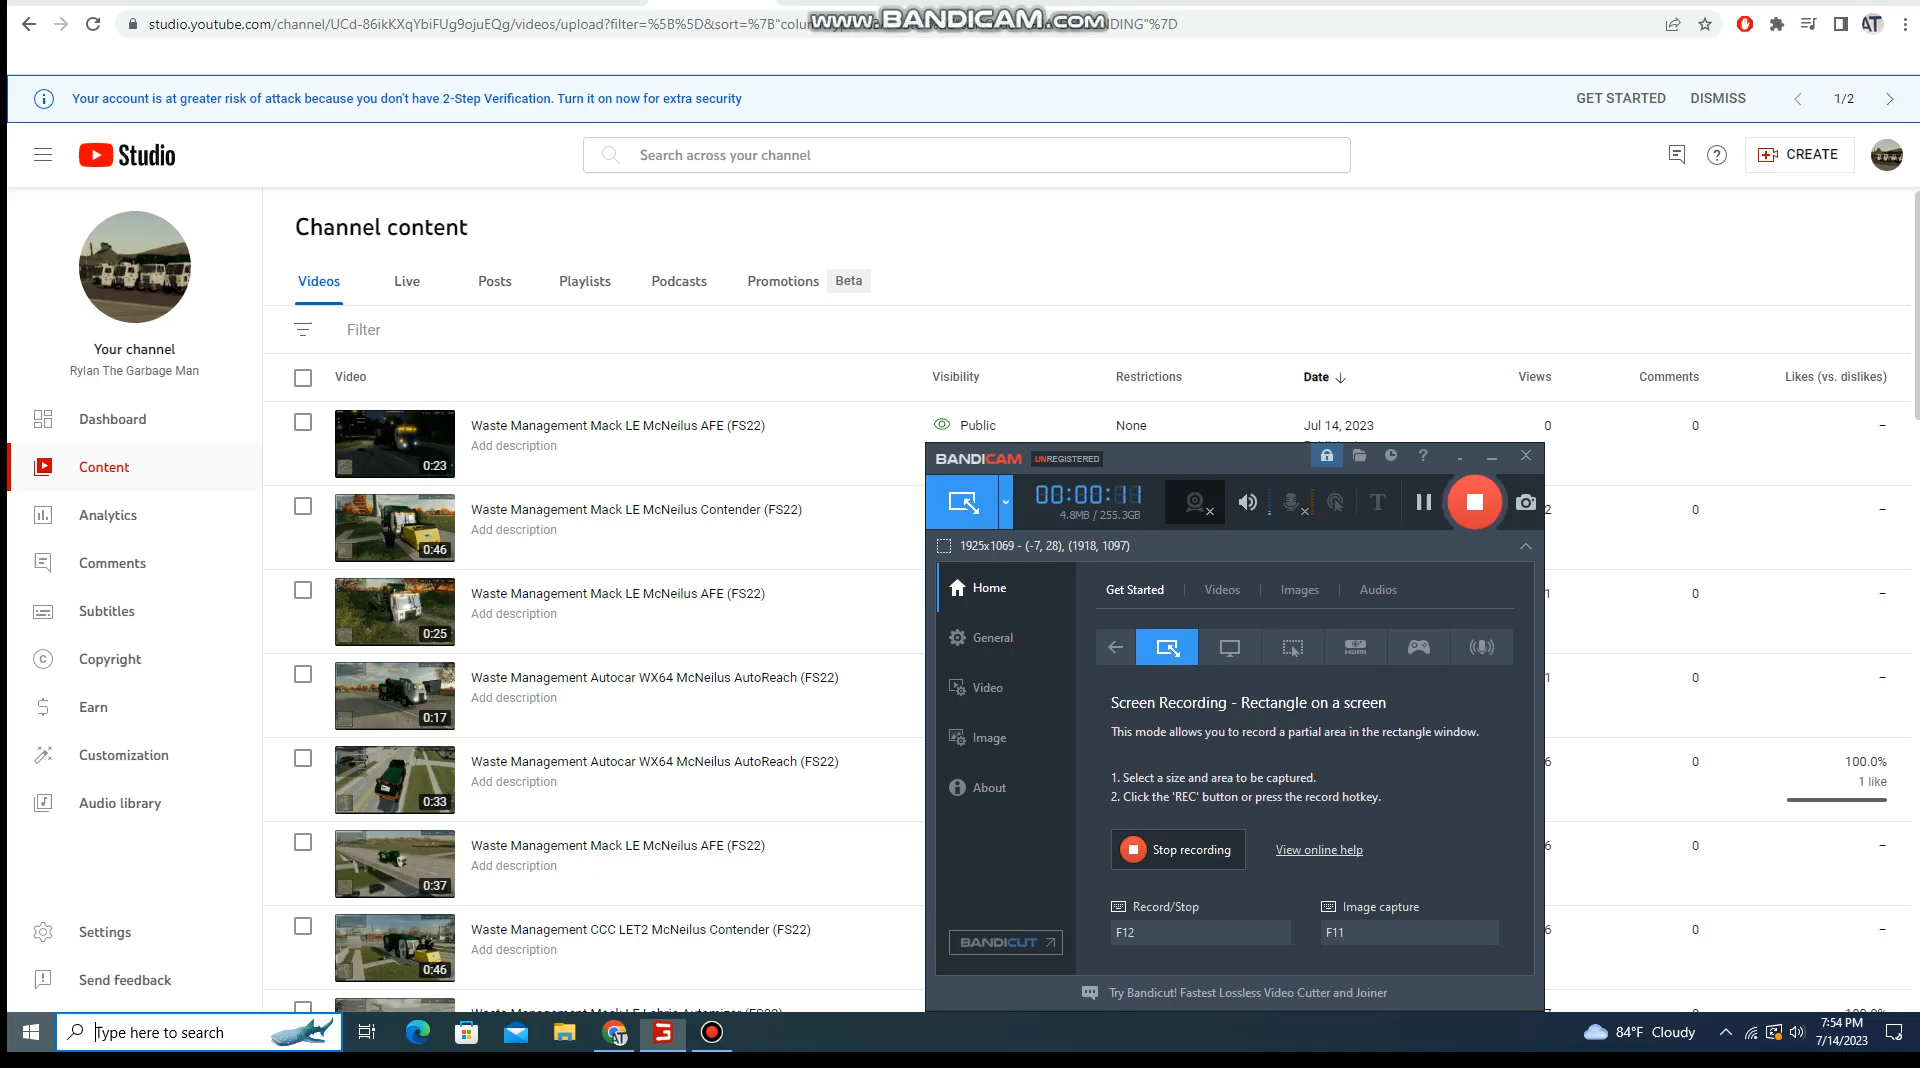 www.BANDICAM.com
studio.youtube.com/channel/UCd-86ikKXqYbiFUg9ojuEQg/videos/upload?filter=%5B%5D&sort=%7B"colum
NDING"%7D
Your account is at greater risk of attack because you don't have 2-Step Verification. Turn it on now for extra security
GET STARTED
DISMISS
1/2
Studio
Search across your channel
CREATE
Channel content
Videos
Live
Posts
Playlists
Podcasts
Promotions
Beta
Filter
Your channel
Rylan The Garbage Man
Dashboard
Content
Analytics
Comments
Subtitles
Copyright
Earn
Customization
Audio library
Settings
Send feedback
Video
Visibility
Restrictions
Date
Views
Comments
Likes (vs. dislikes)
0:23
Waste Management Mack LE McNeilus AFE (FS22)
Add description
Public
None
Jul 14, 2023
0
0
–
0:46
Waste Management Mack LE McNeilus Contender (FS22)
Add description
2
0
–
0:25
Waste Management Mack LE McNeilus AFE (FS22)
Add description
1
0
–
0:17
Waste Management Autocar WX64 McNeilus AutoReach (FS22)
Add description
1
0
–
0:33
Waste Management Autocar WX64 McNeilus AutoReach (FS22)
Add description
6
0
100.0%
1 like
0:37
Waste Management Mack LE McNeilus AFE (FS22)
Add description
6
0
–
0:46
Waste Management CCC LET2 McNeilus Contender (FS22)
Add description
6
0
–
BANDICAM
UNREGISTERED
00:00:11
4.8MB / 255.3GB
1925x1069 - (-7, 28), (1918, 1097)
Home
General
Video
Image
About
BANDICUT
Get Started
Videos
Images
Audios
HDMI
Screen Recording - Rectangle on a screen
This mode allows you to record a partial area in the rectangle window.
1. Select a size and area to be captured.
2. Click the 'REC' button or press the record hotkey.
Stop recording
View online help
Record/Stop
F12
Image capture
F11
Try Bandicut! Fastest Lossless Video Cutter and Joiner
Type here to search
84°F Cloudy
7:54 PM
7/14/2023